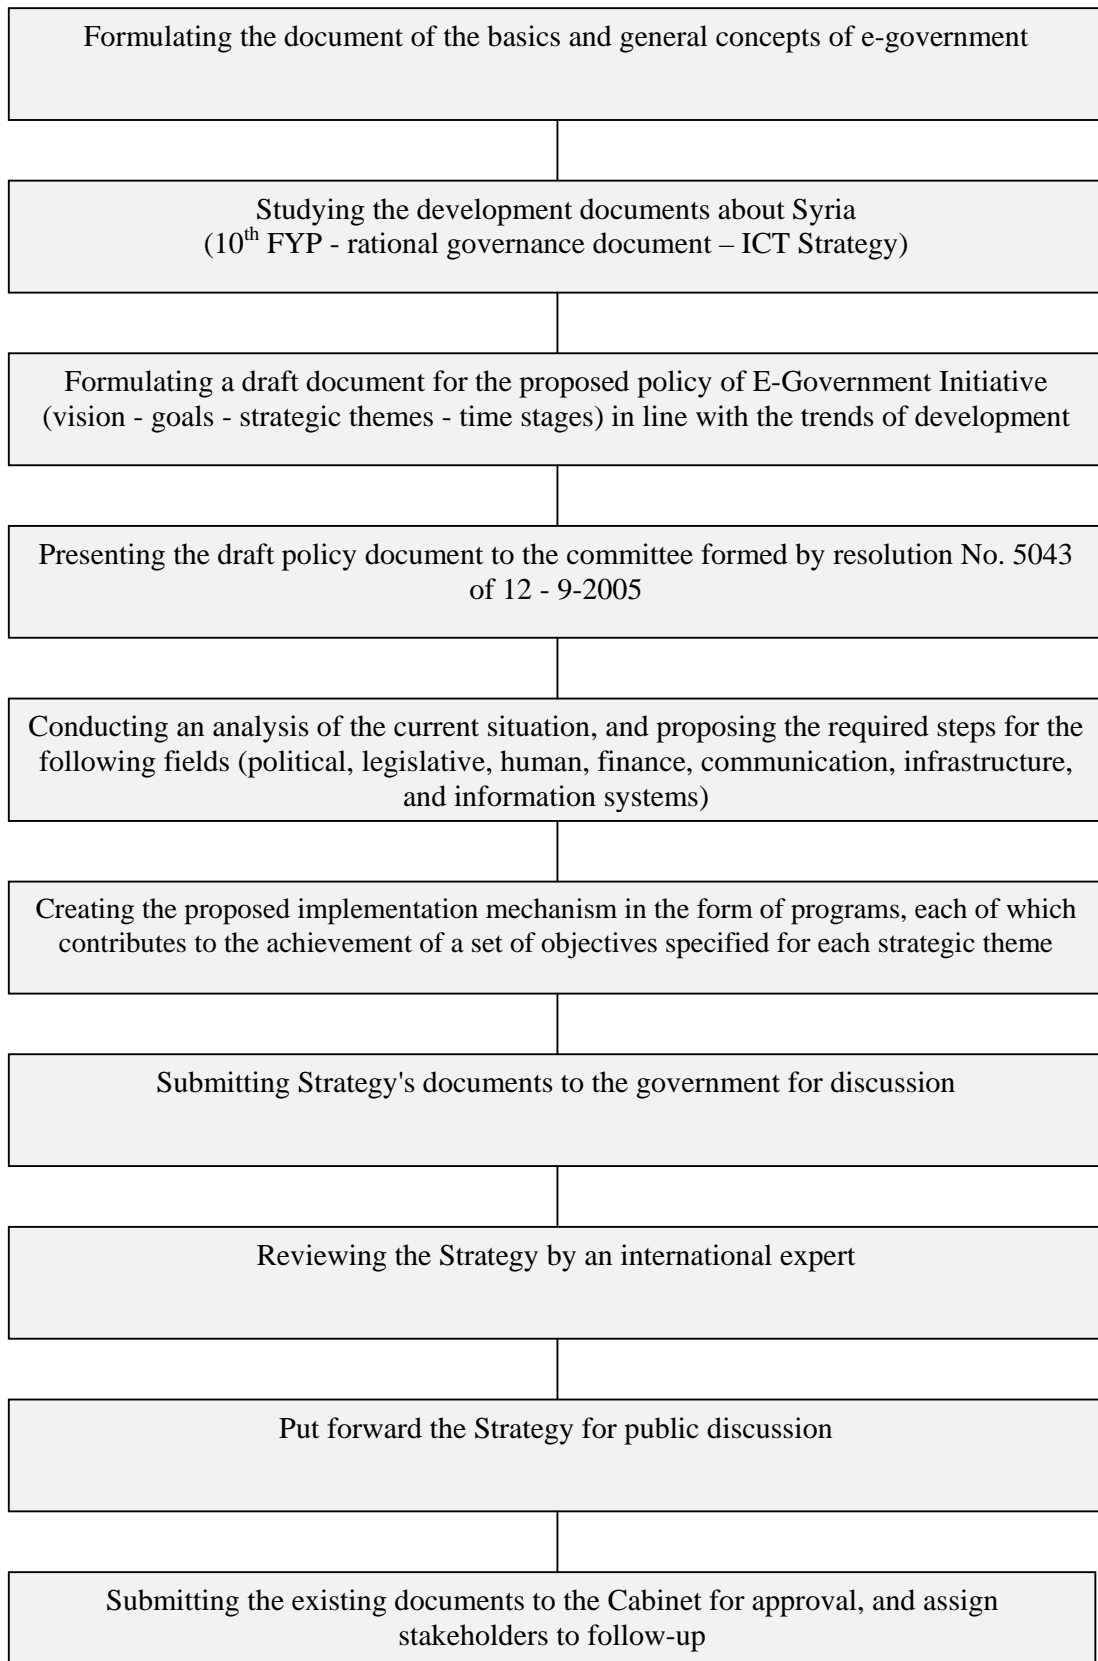 Formulating the document of the basics and general concepts of e-government
Studying the development documents about Syria
(10th FYP - rational governance document – ICT Strategy)
Formulating a draft document for the proposed policy of E-Government Initiative
(vision - goals - strategic themes - time stages) in line with the trends of development
Presenting the draft policy document to the committee formed by resolution No. 5043
of 12 - 9-2005
Conducting an analysis of the current situation, and proposing the required steps for the
following fields (political, legislative, human, finance, communication, infrastructure,
and information systems)
Creating the proposed implementation mechanism in the form of programs, each of which
contributes to the achievement of a set of objectives specified for each strategic theme
Submitting Strategy's documents to the government for discussion
Reviewing the Strategy by an international expert
Put forward the Strategy for public discussion
Submitting the existing documents to the Cabinet for approval, and assign
stakeholders to follow-up